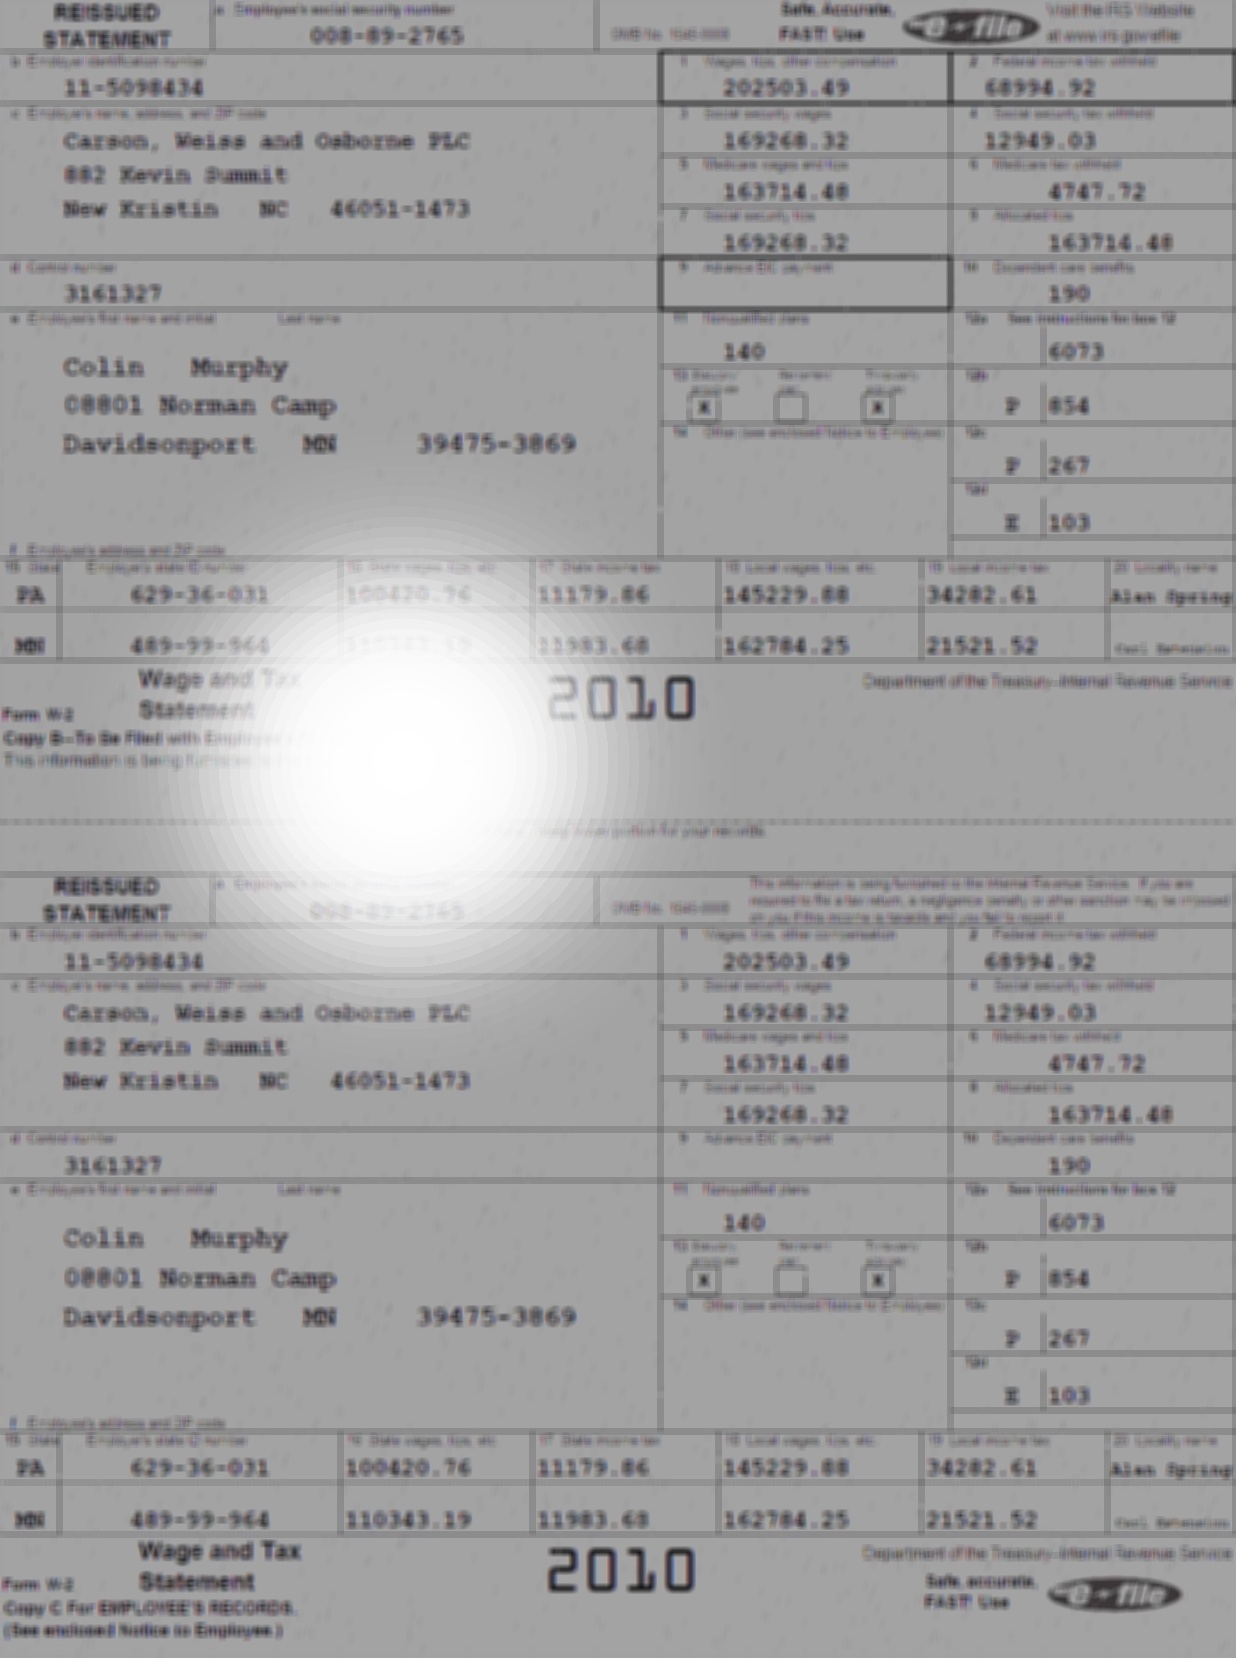 REISSUED STATEMENT
a Employee's social security number
008-89-2765
OMB No. 1545-0008
Safe, Accurate, FAST! Use
e-file
Visit the IRS Website
at www.irs.gov/efile
b Employer identification number
11-5098434
1 Wages, tips, other compensation
202503.49
2 Federal income tax withheld
68994.92
c Employer's name, address, and ZIP code
Carson, Weiss and Osborne PLC
882 Kevin Summit
New Kristin NC 46051-1473
3 Social security wages
169268.32
4 Social security tax withheld
12949.03
5 Medicare wages and tips
163714.48
6 Medicare tax withheld
4747.72
7 Social security tips
169268.32
8 Allocated tips
163714.48
d Control number
3161327
9 Advance EIC payment
10 Dependent care benefits
190
e Employee's first name and initial Last name
Colin Murphy
08801 Norman Camp
Davidsonport MN 39475-3869
11 Nonqualified plans
140
12a See instructions for box 12
6073
13
X X
12b
P 854
14 Other (see enclosed Notice to Employee)
12c
P 267
12d
E 103
f Employee's address and ZIP code
15 State Employer's state ID number 16 State wages, tips, etc. 17 State income tax 18 Local wages, tips, etc. 19 Local income tax 20 Locality name
PA 629-36-031 100420.76 11179.86 145229.88 34282.61 Alan Spring
MN 489-99-964 110343.19 11983.68 162784.25 21521.52
Form W-2
Wage and Tax
Statement
2010
Department of the Treasury-Internal Revenue Service
Copy B-To Be Filed with Employee's
This information is being furnished
lower portion for your records.
REISSUED STATEMENT
a Employee's
008-89-2765
OMB No. 1545-0008
This information is being furnished to the Internal Revenue Service. If you are
required to file a tax return, a negligence penalty or other sanction may be imposed
on you if this income is taxable and you fail to report it
b Employer identification number
11-5098434
1 Wages, tips, other compensation
202503.49
2 Federal income tax withheld
68994.92
c Employer's name, address, and ZIP code
Carson, Weiss and Osborne PLC
882 Kevin Summit
New Kristin NC 46051-1473
3 Social security wages
169268.32
4 Social security tax withheld
12949.03
5 Medicare wages and tips
163714.48
6 Medicare tax withheld
4747.72
7 Social security tips
169268.32
8 Allocated tips
163714.48
d Control number
3161327
9 Advance EIC payment
10 Dependent care benefits
190
e Employee's first name and initial Last name
Colin Murphy
08801 Norman Camp
Davidsonport MN 39475-3869
11 Nonqualified plans
140
12a See instructions for box 12
6073
13
X X
12b
P 854
14 Other (see enclosed Notice to Employee)
12c
P 267
12d
E 103
f Employee's address and ZIP code
15 State Employer's state ID number 16 State wages, tips, etc. 17 State income tax 18 Local wages, tips, etc. 19 Local income tax 20 Locality name
PA 629-36-031 100420.76 11179.86 145229.88 34282.61 Alan Spring
MN 489-99-964 110343.19 11983.68 162784.25 21521.52
Form W-2
Wage and Tax
Statement
2010
Department of the Treasury-Internal Revenue Service
Safe, accurate, FAST! Use
e-file
Copy C For EMPLOYEE'S RECORDS.
(See enclosed Notice to Employee.)